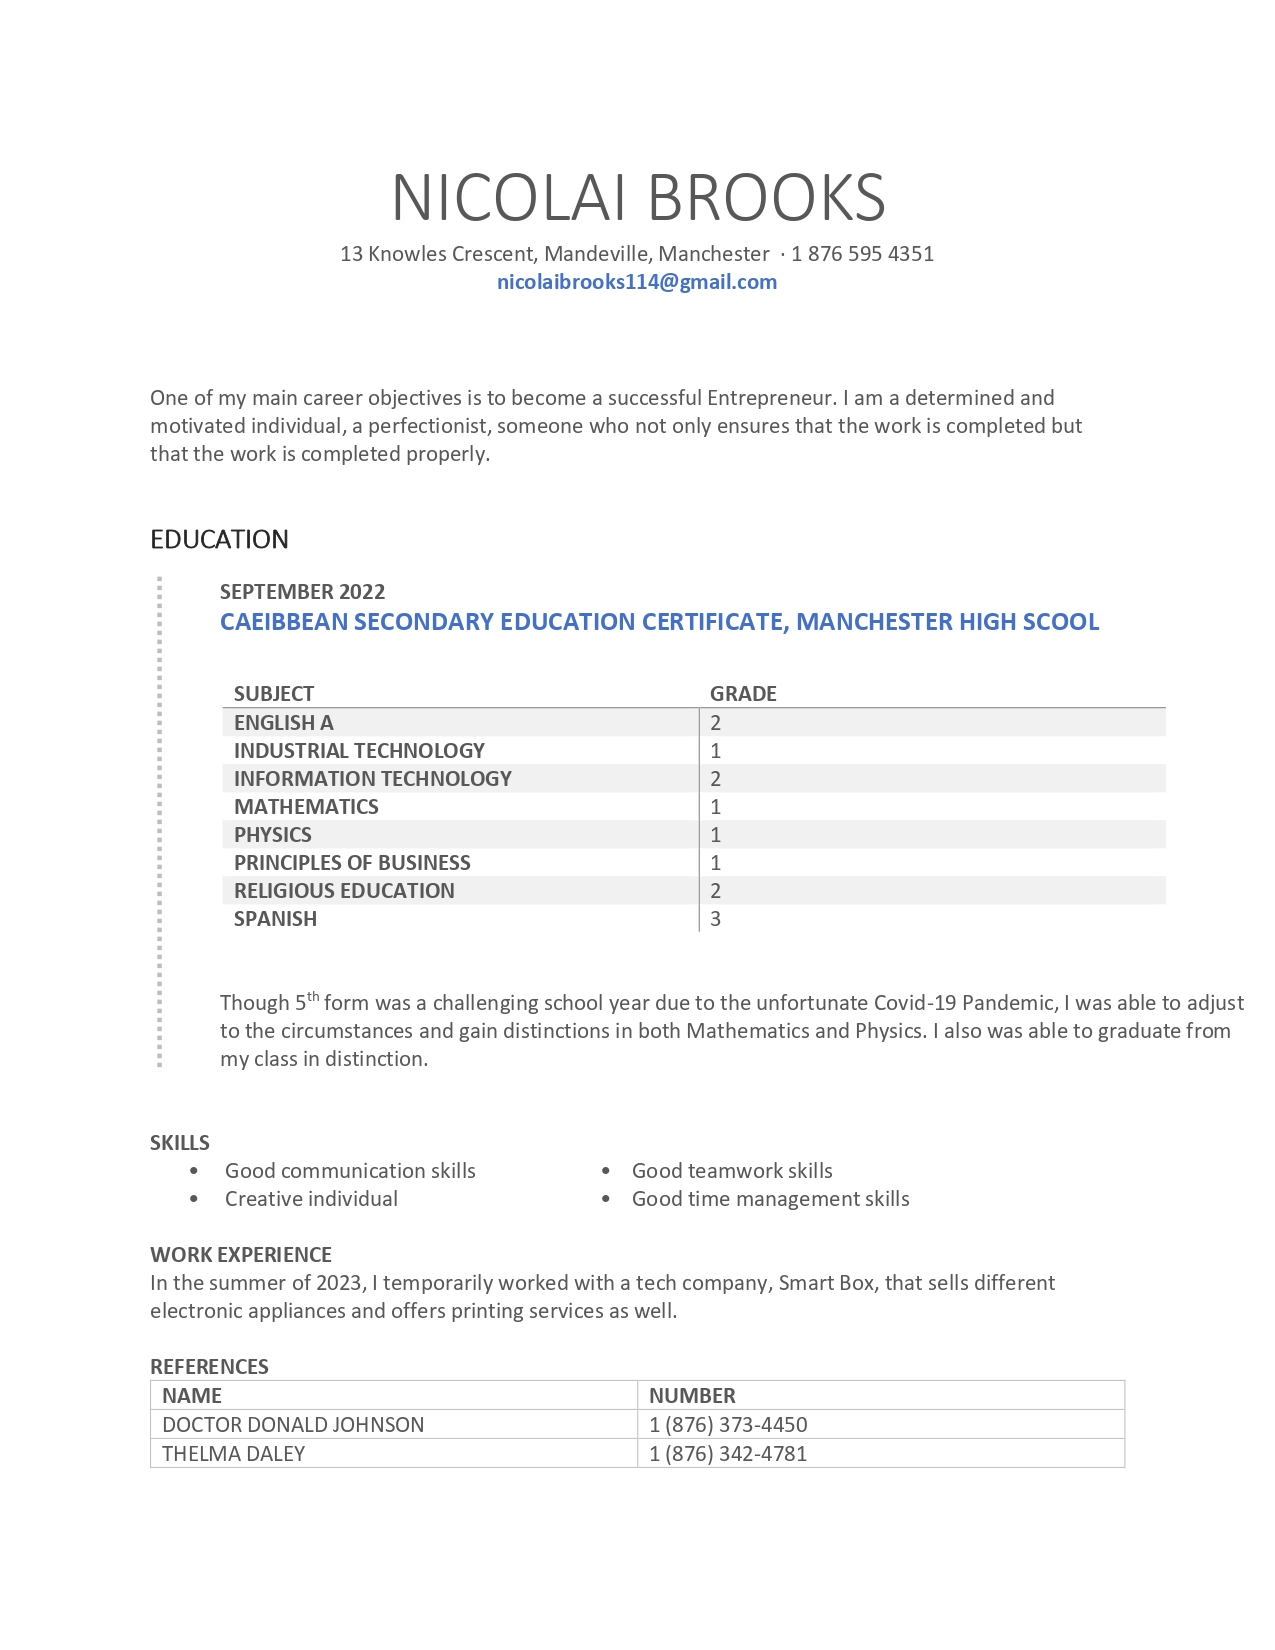 NICOLAI BROOKS
13 Knowles Crescent, Mandeville, Manchester · 1 876 595 4351
nicolaibrooks114@gmail.com
One of my main career objectives is to become a successful Entrepreneur. I am a determined and
motivated individual, a perfectionist, someone who not only ensures that the work is completed but
that the work is completed properly.
EDUCATION
SEPTEMBER 2022
CAEIBBEAN SECONDARY EDUCATION CERTIFICATE, MANCHESTER HIGH SCOOL
SUBJECT GRADE
ENGLISH A 2
INDUSTRIAL TECHNOLOGY 1
INFORMATION TECHNOLOGY 2
MATHEMATICS 1
PHYSICS 1
PRINCIPLES OF BUSINESS 1
RELIGIOUS EDUCATION 2
SPANISH 3
Though 5th form was a challenging school year due to the unfortunate Covid-19 Pandemic, I was able to adjust
to the circumstances and gain distinctions in both Mathematics and Physics. I also was able to graduate from
my class in distinction.
SKILLS
• Good communication skills • Good teamwork skills
• Creative individual • Good time management skills
WORK EXPERIENCE
In the summer of 2023, I temporarily worked with a tech company, Smart Box, that sells different
electronic appliances and offers printing services as well.
REFERENCES
NAME NUMBER
DOCTOR DONALD JOHNSON 1 (876) 373-4450
THELMA DALEY 1 (876) 342-4781